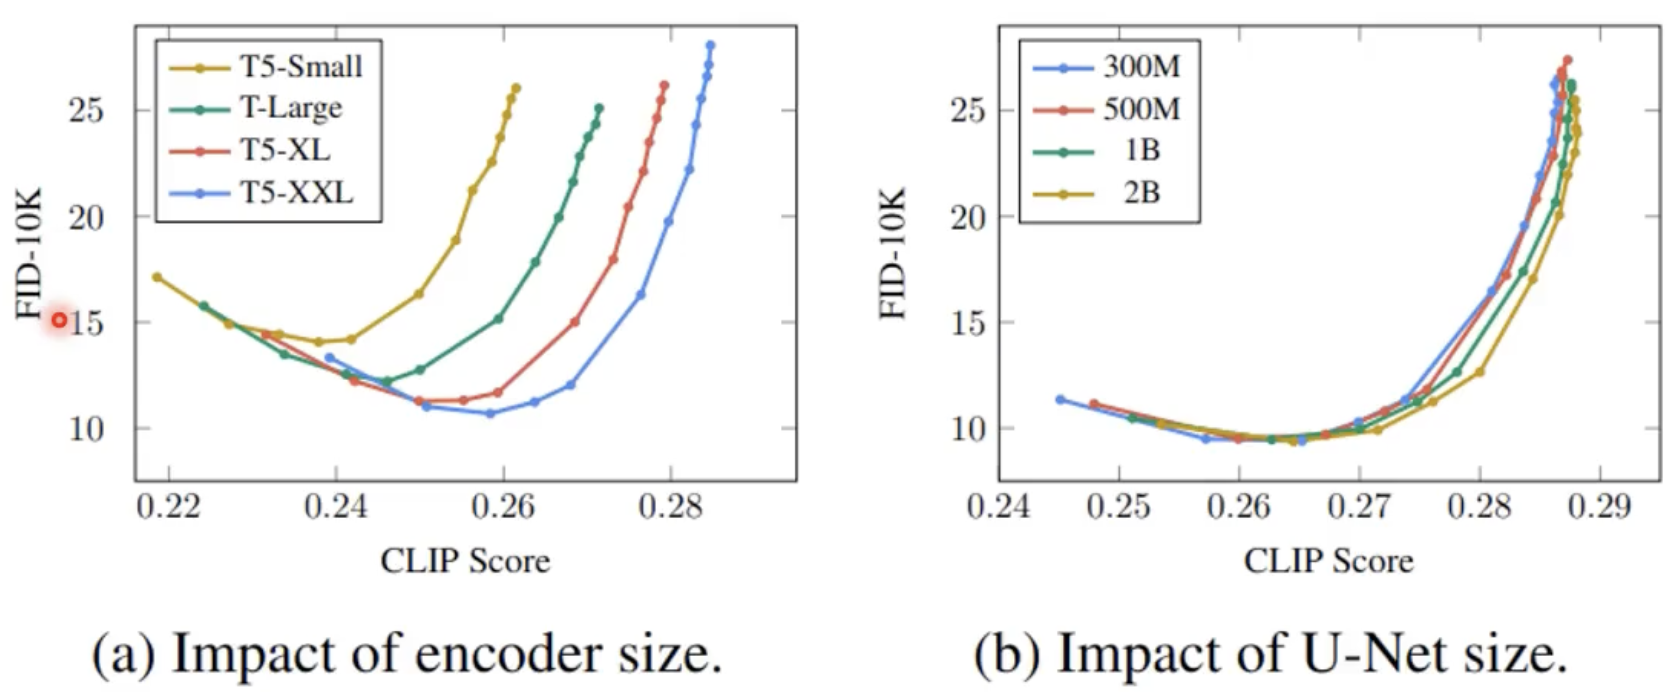 T5-Small
T-Large
T5-XL
T5-XXL
FID-10K
25
20
15
10
0.22 0.24 0.26 0.28
CLIP Score
(a) Impact of encoder size.
300M
500M
1B
2B
FID-10K
25
20
15
10
0.24 0.25 0.26 0.27 0.28 0.29
CLIP Score
(b) Impact of U-Net size.